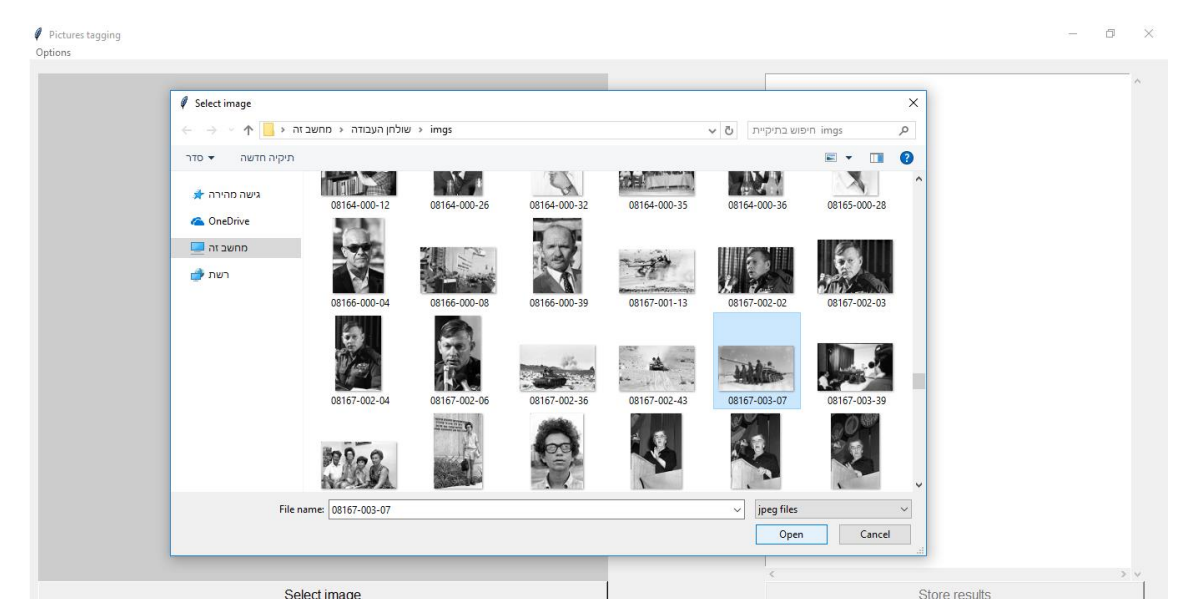 Pictures tagging
Options
Select image
מחשב זה › שולחן העבודה › imgs
חיפוש בתיקיית imgs
סדר
תיקיה חדשה
גישה מהירה
OneDrive
מחשב זה
רשת
08164-000-12 08164-000-26 08164-000-32 08164-000-35 08164-000-36 08165-000-28
08166-000-04 08166-000-08 08166-000-39 08167-001-13 08167-002-02 08167-002-03
08167-002-04 08167-002-06 08167-002-36 08167-002-43 08167-003-07 08167-003-39
File name: 08167-003-07
jpeg files
Open Cancel
Select image
Store results